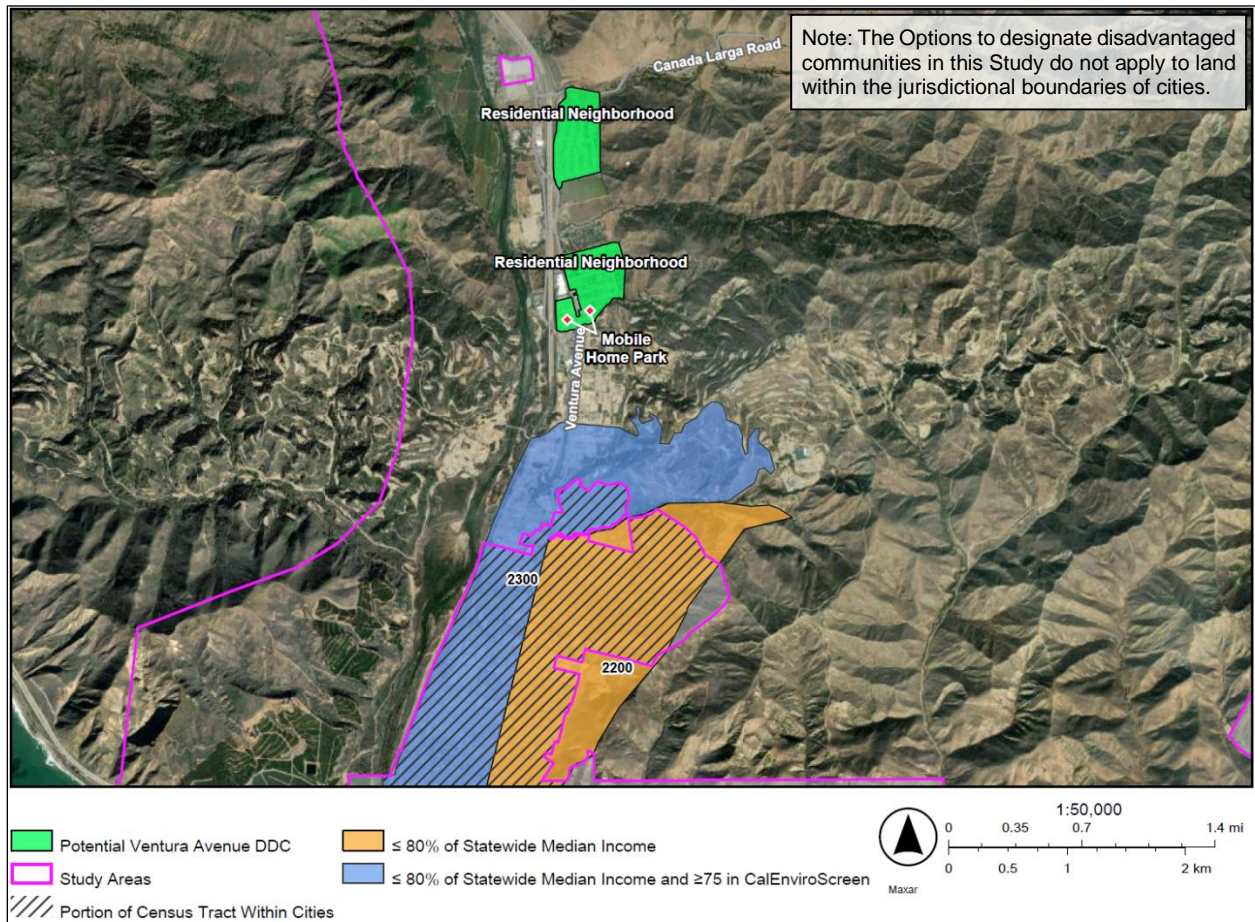 Note: The Options to designate disadvantaged
communities in this Study do not apply to land
within the jurisdictional boundaries of cities.
Canada Larga Road
Residential Neighborhood
Residential Neighborhood
Mobile
Home Park
Ventura Avenue
2300
2200
Potential Ventura Avenue DDC
Study Areas
Portion of Census Tract Within Cities
≤ 80% of Statewide Median Income
≤ 80% of Statewide Median Income and ≥75 in CalEnviroScreen
Maxar
1:50,000
0 0.35 0.7 1.4 mi
0 0.5 1 2 km